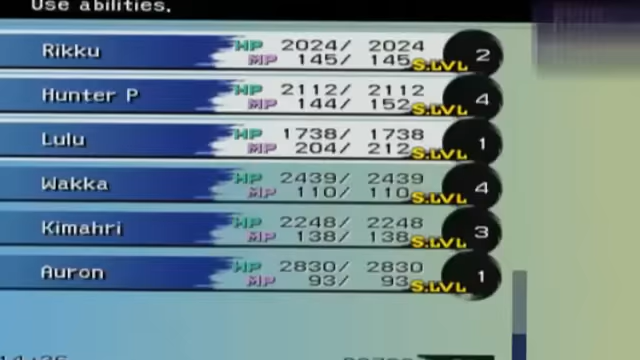 Use abilities.
Rikku HP 2024/ 2024
MP 145/ 145 S.LVL 2
Hunter P HP 2112/ 2112
MP 144/ 152 S.LVL 4
Lulu HP 1738/ 1738
MP 204/ 212 S.LVL 1
Wakka HP 2439/ 2439
MP 110/ 110 S.LVL 4
Kimahri HP 2248/ 2248
MP 138/ 138 S.LVL 3
Auron HP 2830/ 2830
MP 93/ 93 S.LVL 1